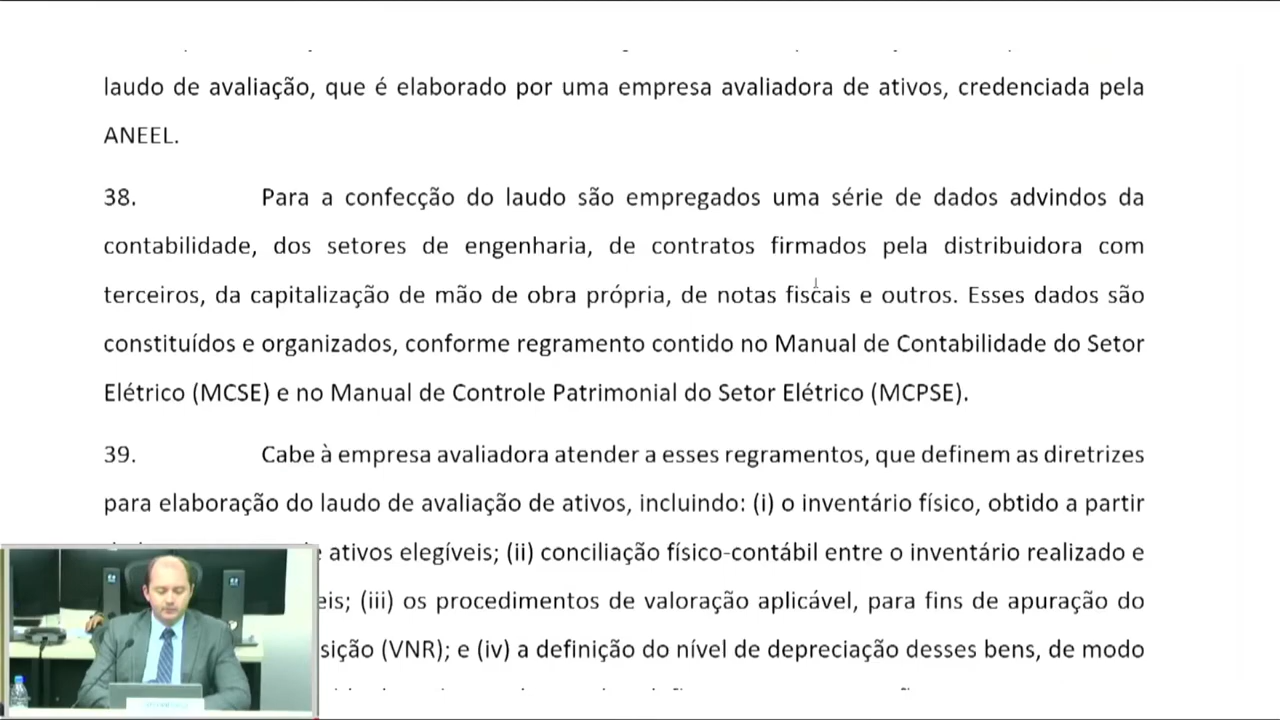 laudo de avaliação, que é elaborado por uma empresa avaliadora de ativos, credenciada pela
ANEEL.
38. Para a confecção do laudo são empregados uma série de dados advindos da
contabilidade, dos setores de engenharia, de contratos firmados pela distribuidora com
terceiros, da capitalização de mão de obra própria, de notas fiscais e outros. Esses dados são
constituídos e organizados, conforme regramento contido no Manual de Contabilidade do Setor
Elétrico (MCSE) e no Manual de Controle Patrimonial do Setor Elétrico (MCPSE).
39. Cabe à empresa avaliadora atender a esses regramentos, que definem as diretrizes
para elaboração do laudo de avaliação de ativos, incluindo: (i) o inventário físico, obtido a partir
ativos elegíveis; (ii) conciliação físico-contábil entre o inventário realizado e
eis; (iii) os procedimentos de valoração aplicável, para fins de apuração do
sição (VNR); e (iv) a definição do nível de depreciação desses bens, de modo